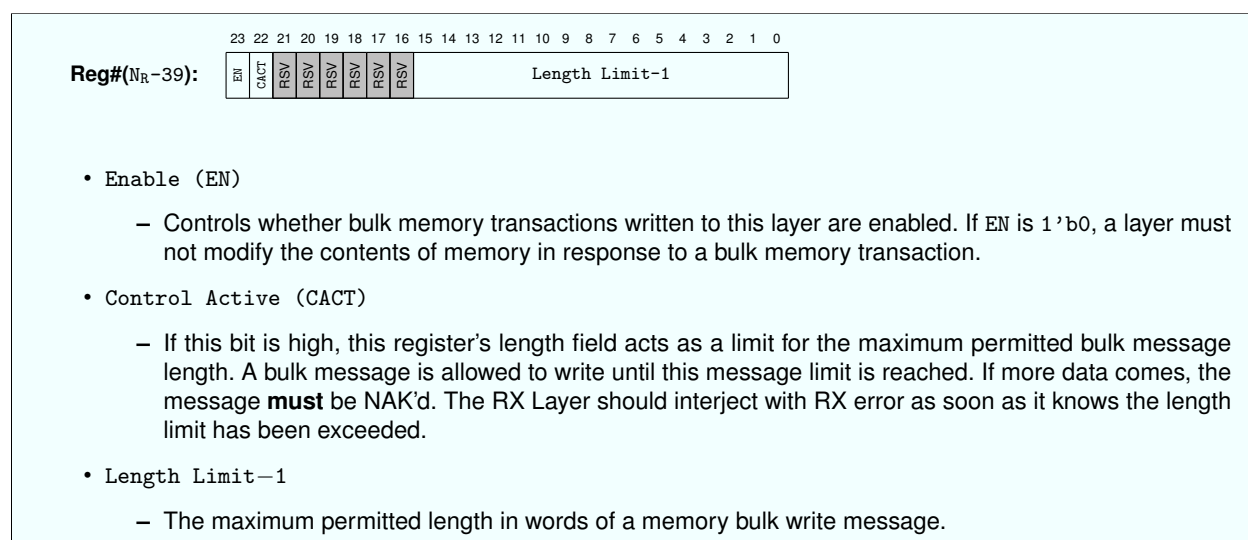 23 22 21 20 19 18 17 16 15 14 13 12 11 10 9 8 7 6 5 4 3 2 1 0
Reg#(N_R-39): EN CACT RSV RSV RSV RSV RSV RSV Length Limit-1
• Enable (EN)
– Controls whether bulk memory transactions written to this layer are enabled. If EN is 1'b0, a layer must
not modify the contents of memory in response to a bulk memory transaction.
• Control Active (CACT)
– If this bit is high, this register's length field acts as a limit for the maximum permitted bulk message
length. A bulk message is allowed to write until this message limit is reached. If more data comes, the
message must be NAK'd. The RX Layer should interject with RX error as soon as it knows the length
limit has been exceeded.
• Length Limit−1
– The maximum permitted length in words of a memory bulk write message.